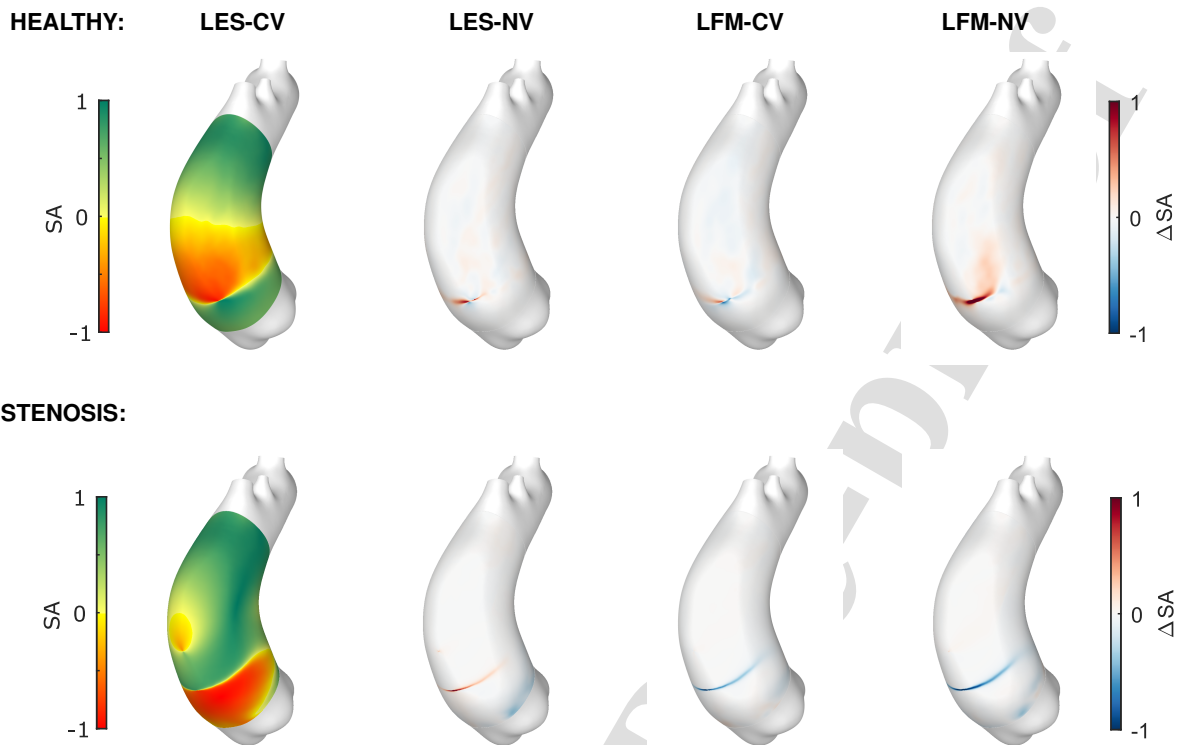 HEALTHY: LES-CV LES-NV LFM-CV LFM-NV
1 1
SA 0 0 ΔSA
-1 -1
STENOSIS:
1 1
SA 0 0 ΔSA
-1 -1